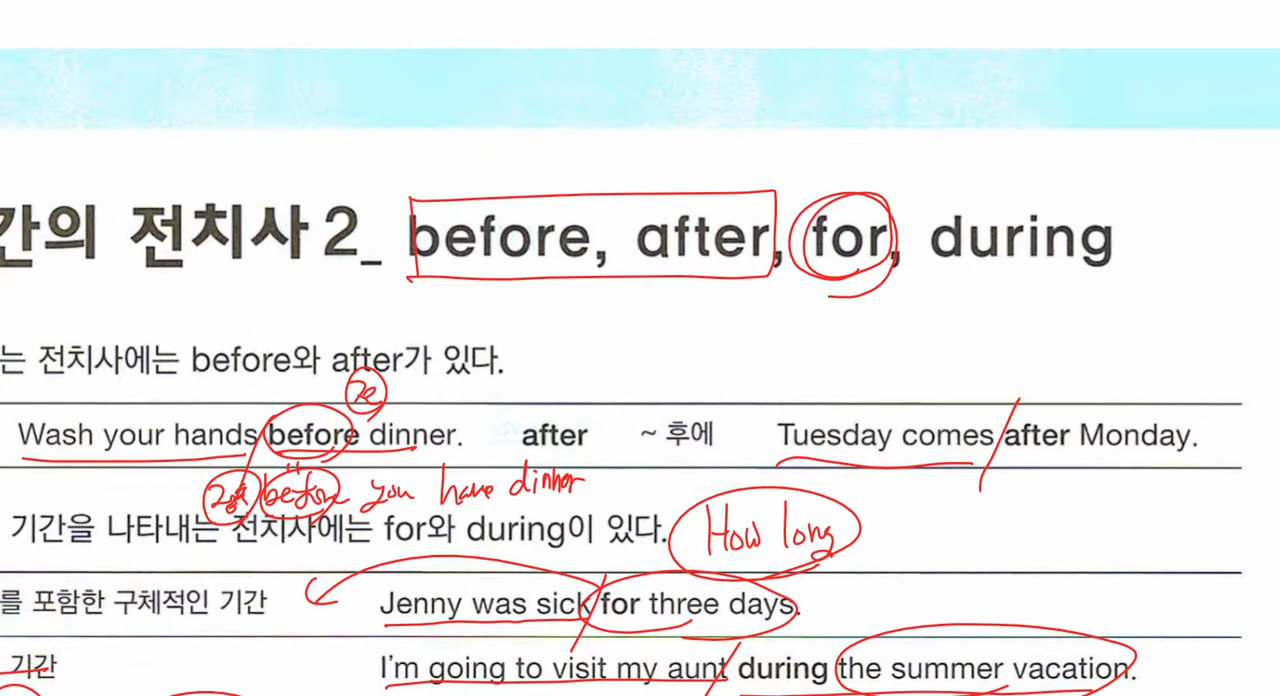 간의 전치사 2_ before, after, for, during
는 전치사에는 before와 after가 있다.
전
Wash your hands before dinner. after ~ 후에 Tuesday comes after Monday.
before you have dinner
기간을 나타내는 전치사에는 for와 during이 있다. How long
를 포함한 구체적인 기간 Jenny was sick for three days.
기간 I'm going to visit my aunt during the summer vacation.